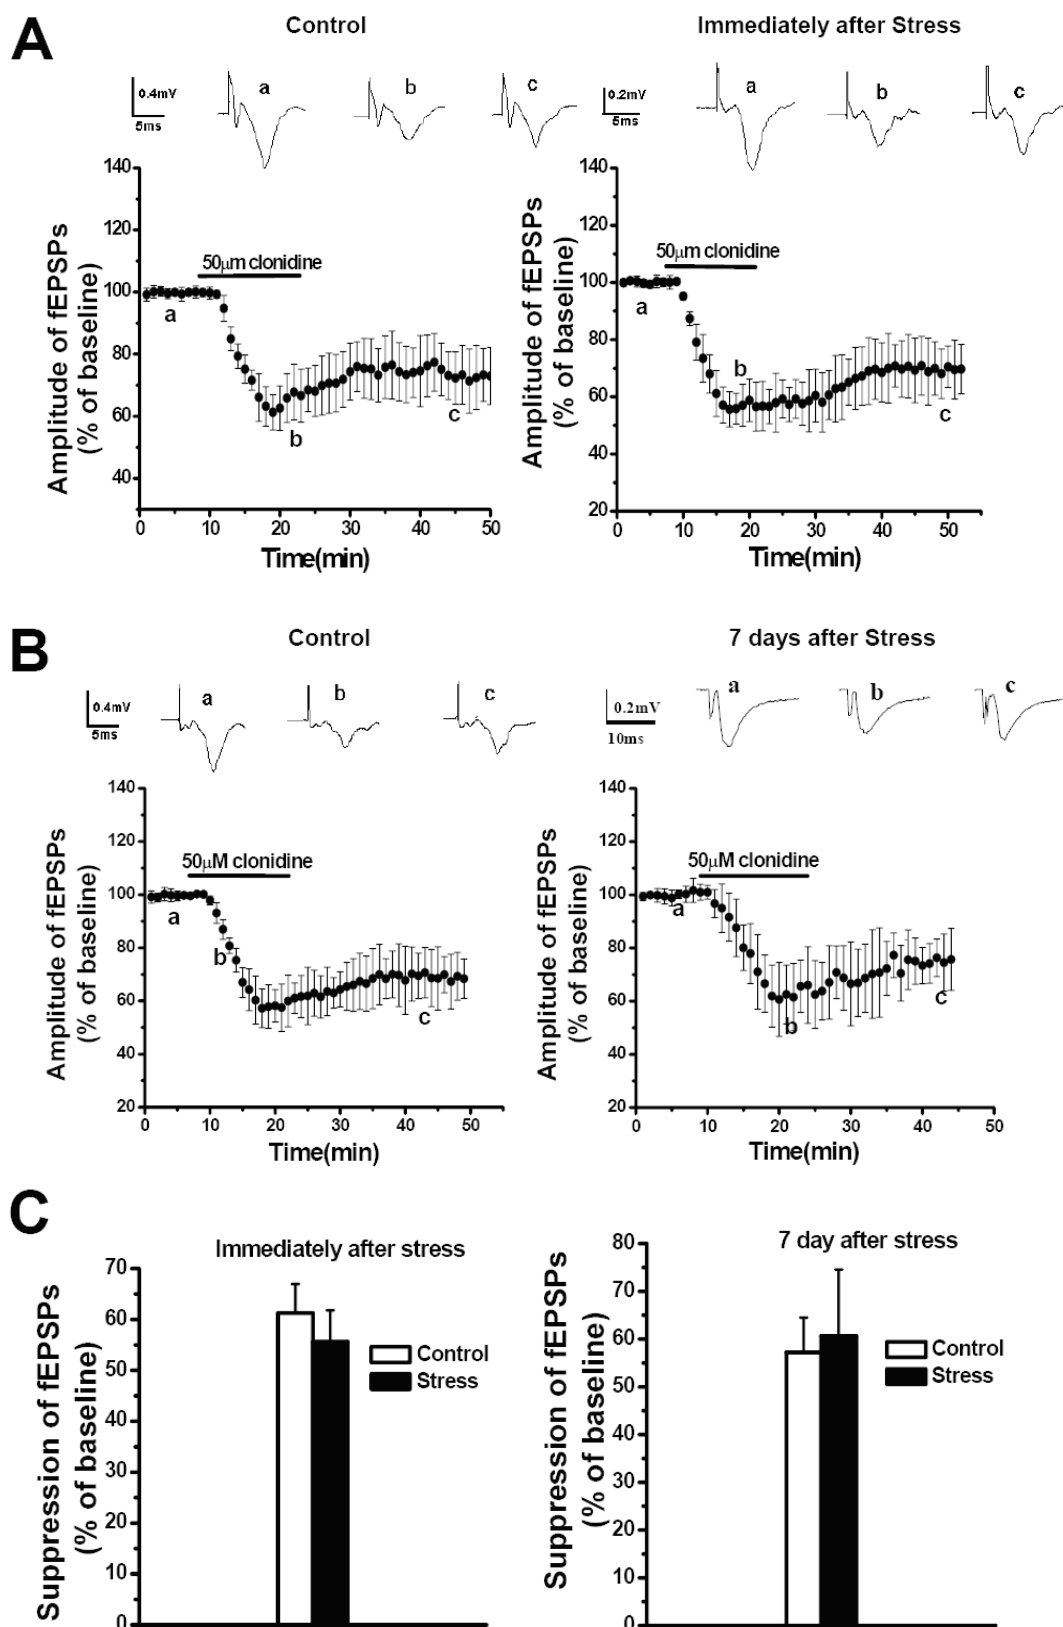 A
Control
Immediately after Stress
0.4mV
5ms
a
b
c
0.2mV
5ms
a
b
c
140
120
100
80
60
40
Amplitude of fEPSPs
(% of baseline)
50μm clonidine
a
b
c
0 10 20 30 40 50
Time(min)
140
120
100
80
60
40
20
Amplitude of fEPSPs
(% of baseline)
50μm clonidine
a
b
c
0 10 20 30 40 50
Time(min)
B
Control
7 days after Stress
0.4mV
5ms
a
b
c
0.2mV
10ms
a
b
c
140
120
100
80
60
40
20
Amplitude of fEPSPs
(% of baseline)
50μM clonidine
a
b
c
0 10 20 30 40 50
Time(min)
140
120
100
80
60
40
20
Amplitude of fEPSPs
(% of baseline)
50μM clonidine
a
b
c
0 10 20 30 40 50
Time(min)
C
Immediately after stress
70
60
50
40
30
20
10
0
Suppression of fEPSPs
(% of baseline)
Control
Stress
7 day after stress
80
70
60
50
40
30
20
10
0
Suppression of fEPSPs
(% of baseline)
Control
Stress